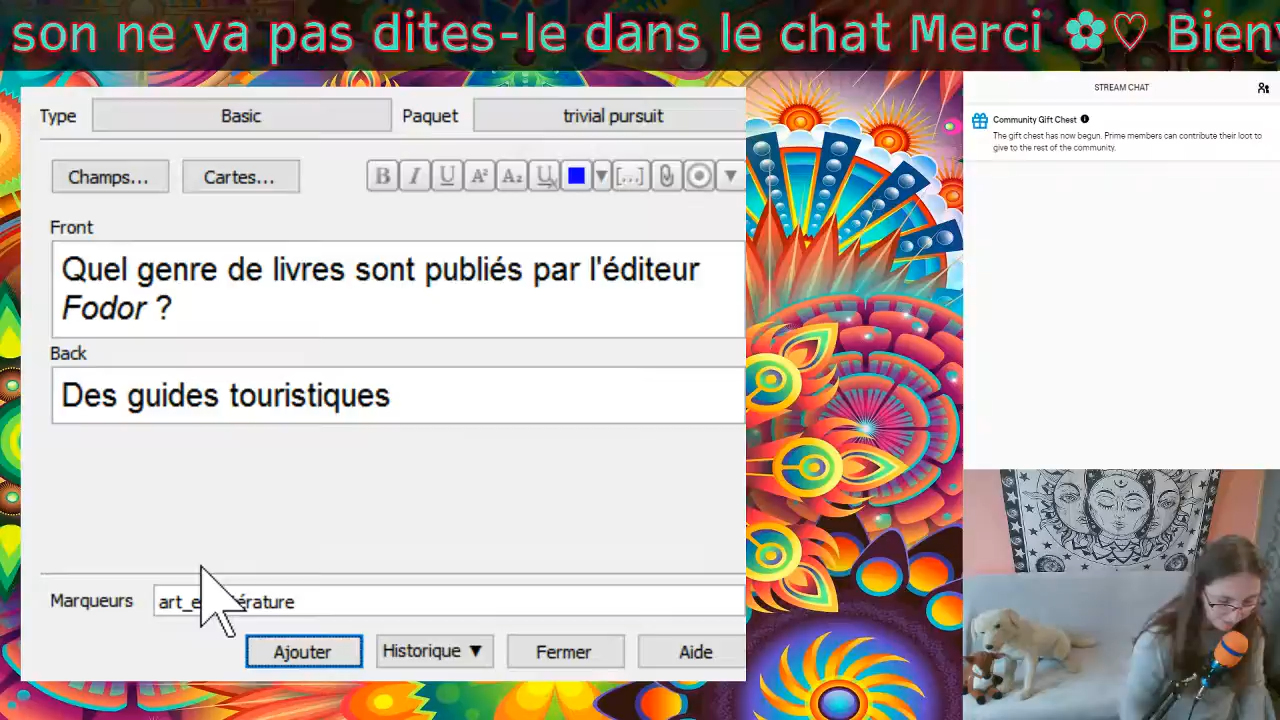 son ne va pas dites-le dans le chat Merci ✿♡ Bien
Type Basic Paquet trivial pursuit
Champs... Cartes...
Front
Quel genre de livres sont publiés par l'éditeur
Fodor ?
Back
Des guides touristiques
Marqueurs
Ajouter Historique ▼ Fermer Aide
STREAM CHAT
Community Gift Chest
The gift chest has now begun. Prime members can contribute their loot to
give to the rest of the community.